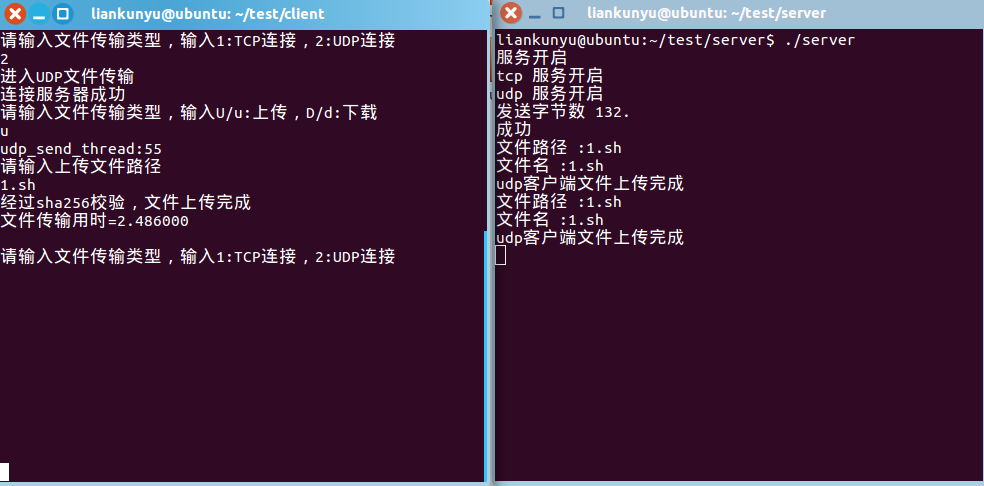 liankunyu@ubuntu: ~/test/client
请输入文件传输类型，输入1:TCP连接，2:UDP连接
2
进入UDP文件传输
连接服务器成功
请输入文件传输类型，输入U/u:上传，D/d:下载
u
udp_send_thread:55
请输入上传文件路径
1.sh
经过sha256校验，文件上传完成
文件传输用时=2.486000
请输入文件传输类型，输入1:TCP连接，2:UDP连接
liankunyu@ubuntu: ~/test/server
liankunyu@ubuntu:~/test/server$ ./server
服务开启
tcp 服务开启
udp 服务开启
发送字节数 132.
成功
文件路径 :1.sh
文件名 :1.sh
udp客户端文件上传完成
文件路径 :1.sh
文件名 :1.sh
udp客户端文件上传完成